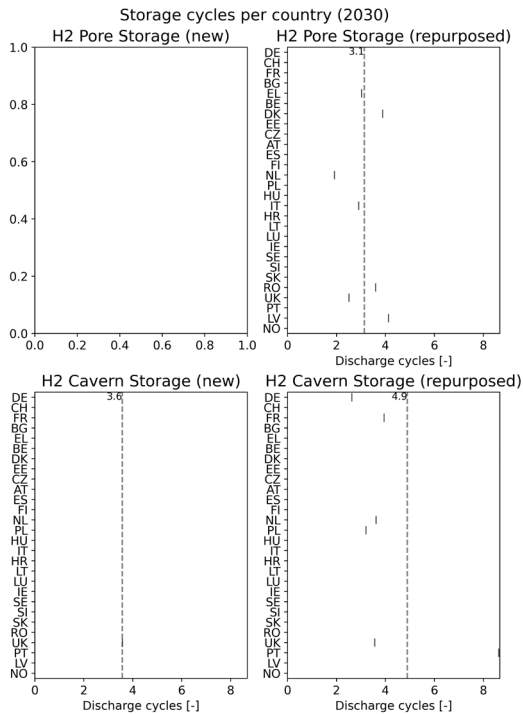 Storage cycles per country (2030)
H2 Pore Storage (new)
1.0
0.8
0.6
0.4
0.2
0.0
0.0 0.2 0.4 0.6 0.8 1.0
H2 Pore Storage (repurposed)
3.1
DE
CH
FR
BG
EL
BE
DK
EE
CZ
AT
ES
FI
NL
PL
HU
IT
HR
LT
LU
IE
SE
SI
SK
RO
UK
PT
LV
NO
0 2 4 6 8
Discharge cycles [-]
H2 Cavern Storage (new)
3.6
DE
CH
FR
BG
EL
BE
DK
EE
CZ
AT
ES
FI
NL
PL
HU
IT
HR
LT
LU
IE
SE
SI
SK
RO
UK
PT
LV
NO
0 2 4 6 8
Discharge cycles [-]
H2 Cavern Storage (repurposed)
4.9
DE
CH
FR
BG
EL
BE
DK
EE
CZ
AT
ES
FI
NL
PL
HU
IT
HR
LT
LU
IE
SE
SI
SK
RO
UK
PT
LV
NO
0 2 4 6 8
Discharge cycles [-]